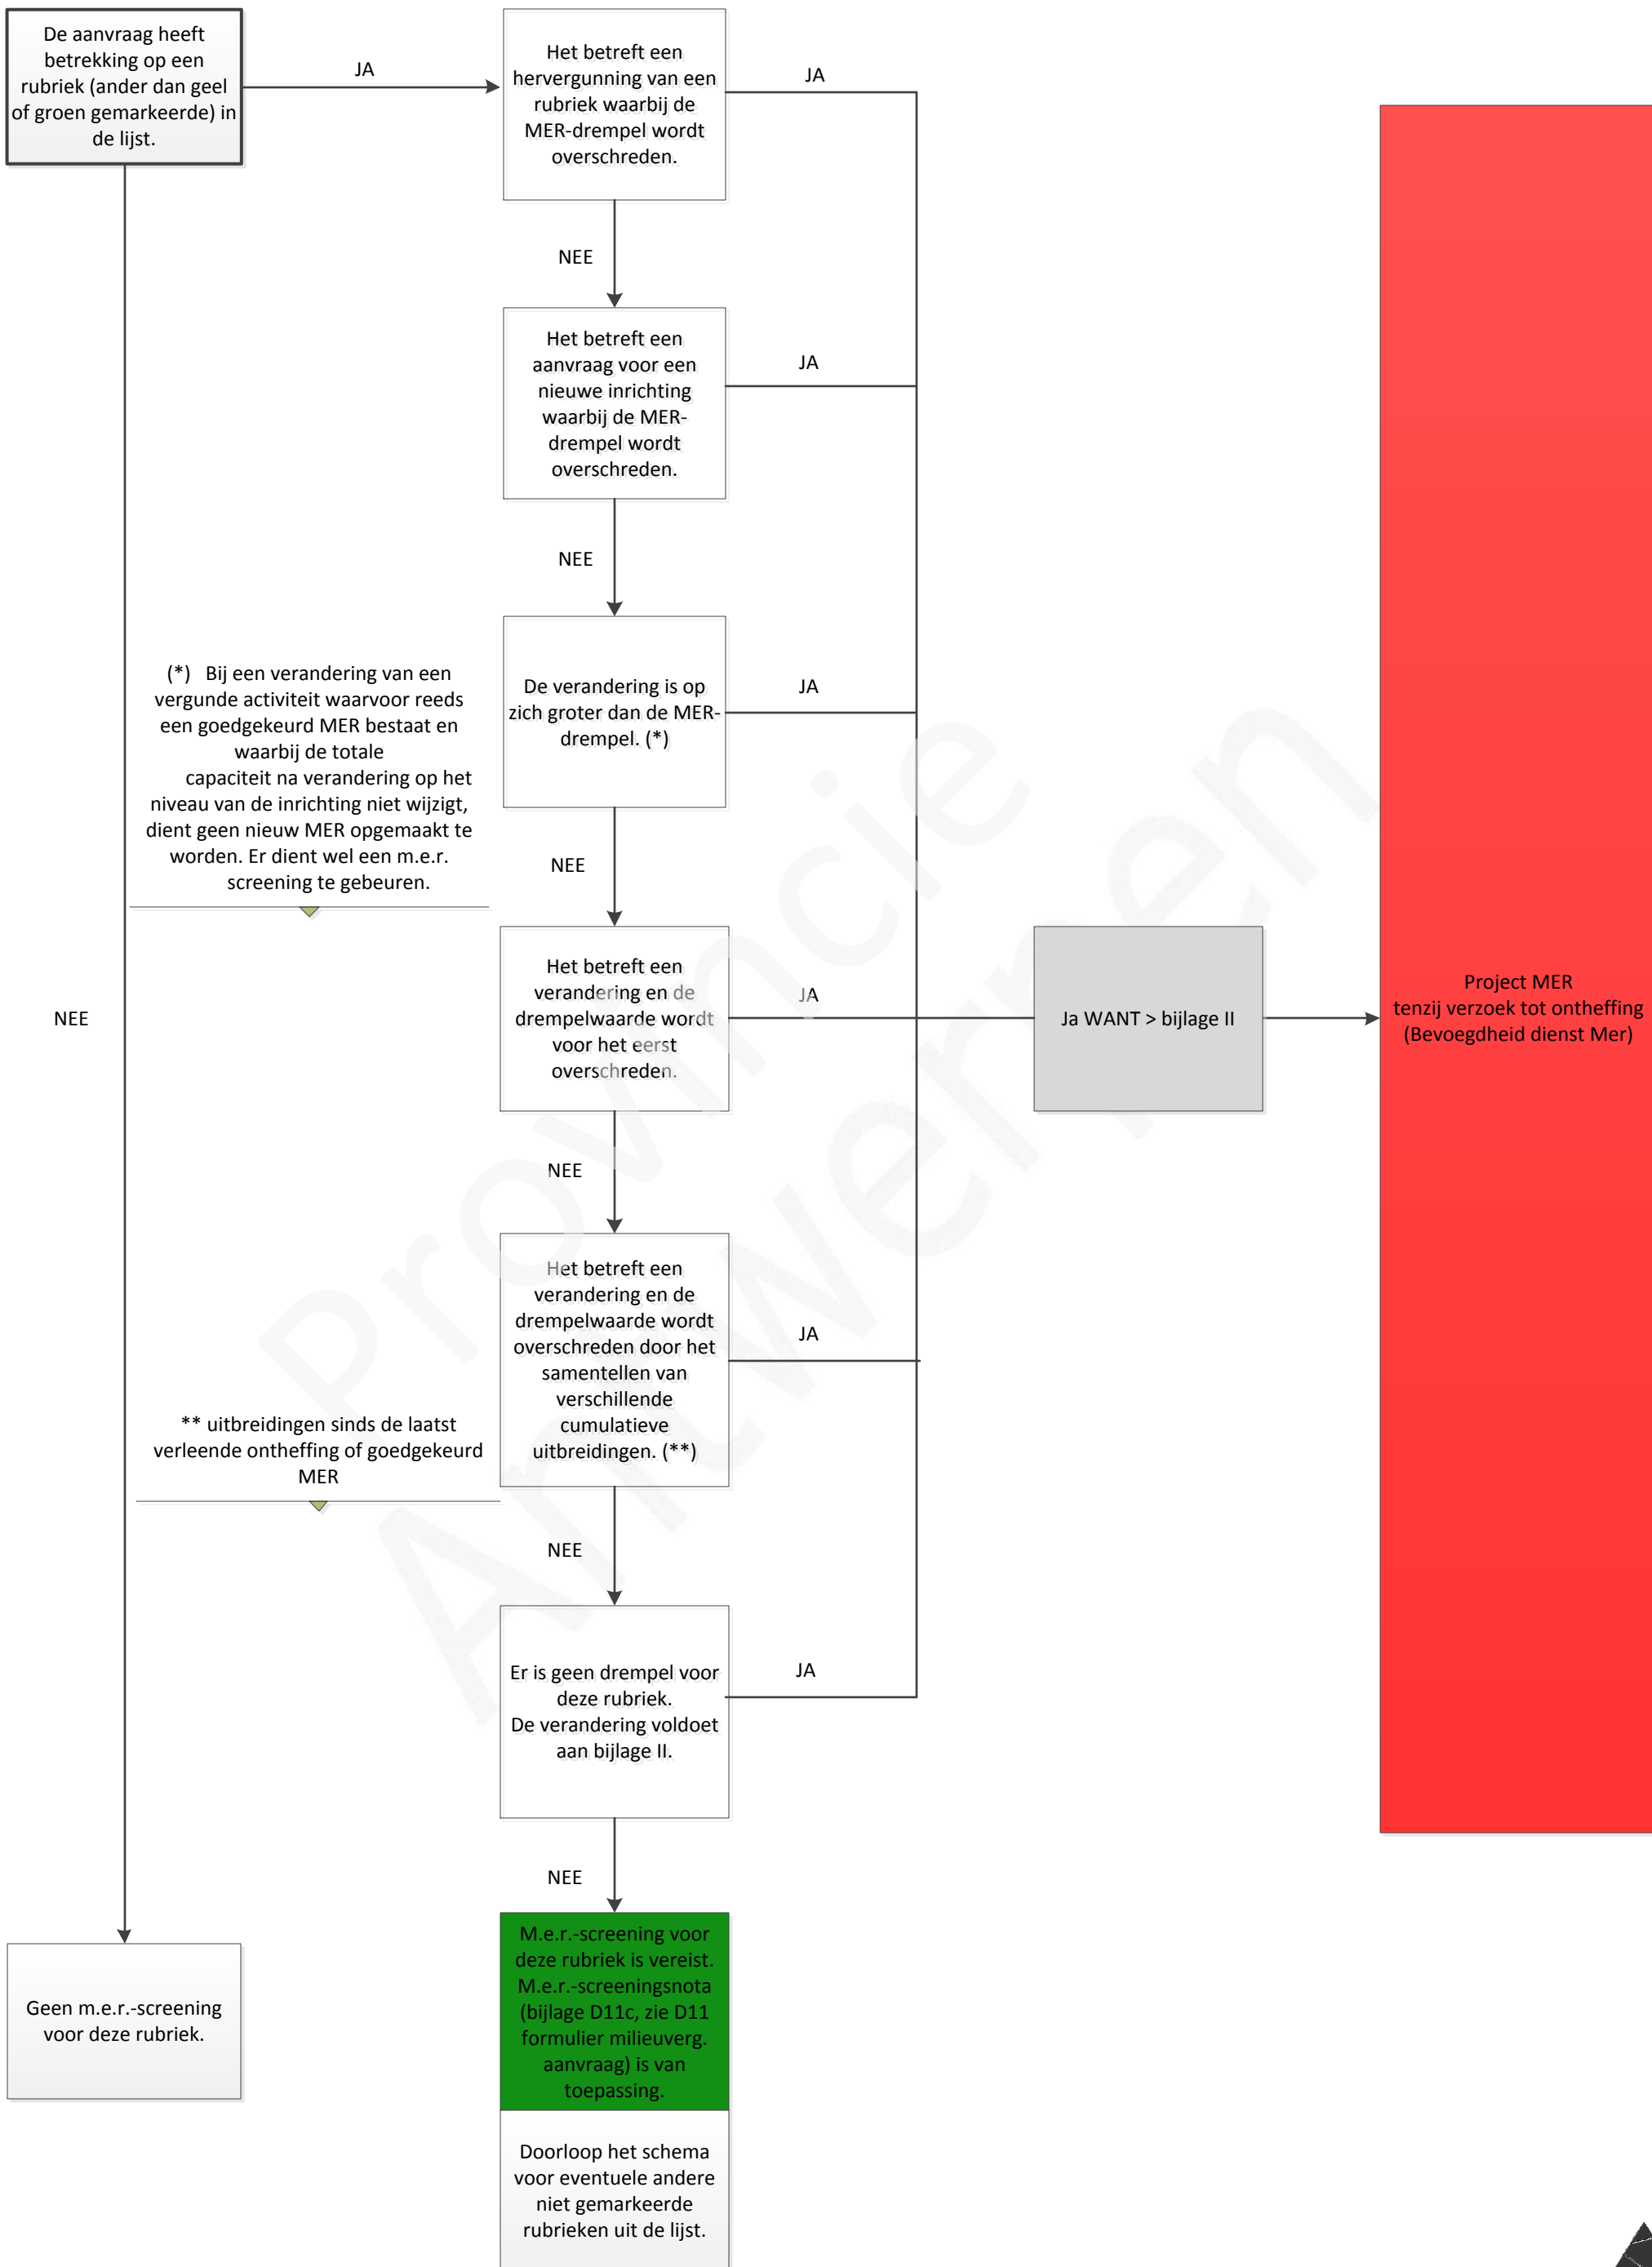 De aanvraag heeft
betrekking op een
rubriek (ander dan geel
of groen gemarkeerde) in
de lijst.
JA
Het betreft een
hervergunning van een
rubriek waarbij de
MER-drempel wordt
overschreden.
JA
NEE
Het betreft een
aanvraag voor een
nieuwe inrichting
waarbij de MER-
drempel wordt
overschreden.
JA
NEE
(*) Bij een verandering van een
vergunde activiteit waarvoor reeds
een goedgekeurd MER bestaat en
waarbij de totale
capaciteit na verandering op het
niveau van de inrichting niet wijzigt,
dient geen nieuw MER opgemaakt te
worden. Er dient wel een m.e.r.
screening te gebeuren.
De verandering is op
zich groter dan de MER-
drempel. (*)
JA
NEE
NEE
Het betreft een
verandering en de
drempelwaarde wordt
voor het eerst
overschreden.
JA
Ja WANT > bijlage II
Project MER
tenzij verzoek tot ontheffing
(Bevoegdheid dienst Mer)
NEE
Het betreft een
verandering en de
drempelwaarde wordt
overschreden door het
samentellen van
verschillende
cumulatieve
uitbreidingen. (**)
JA
** uitbreidingen sinds de laatst
verleende ontheffing of goedgekeurd
MER
NEE
Er is geen drempel voor
deze rubriek.
De verandering voldoet
aan bijlage II.
JA
NEE
M.e.r.-screening voor
deze rubriek is vereist.
M.e.r.-screeningsnota
(bijlage D11c, zie D11
formulier milieuverg.
aanvraag) is van
toepassing.
Geen m.e.r.-screening
voor deze rubriek.
Doorloop het schema
voor eventuele andere
niet gemarkeerde
rubrieken uit de lijst.
Provincie
Antwerpen